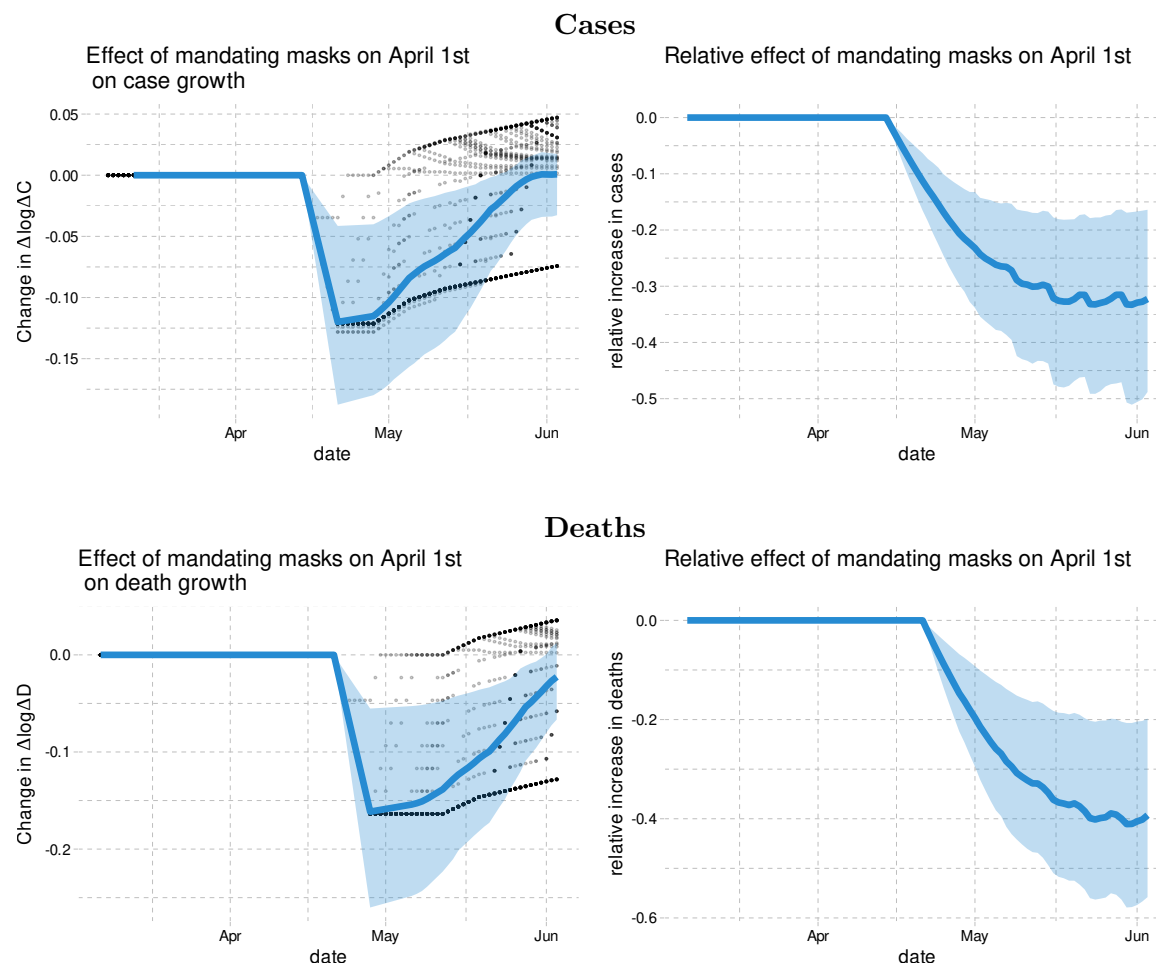 Cases
Effect of mandating masks on April 1st
on case growth
Relative effect of mandating masks on April 1st
0.05
0.00
-0.05
-0.10
-0.15
Change in ΔlogΔC
Apr
May
Jun
date
0.0
-0.1
-0.2
-0.3
-0.4
-0.5
relative increase in cases
Apr
May
Jun
date
Deaths
Effect of mandating masks on April 1st
on death growth
Relative effect of mandating masks on April 1st
0.0
-0.1
-0.2
Change in ΔlogΔD
Apr
May
Jun
date
0.0
-0.2
-0.4
-0.6
relative increase in deaths
Apr
May
Jun
date